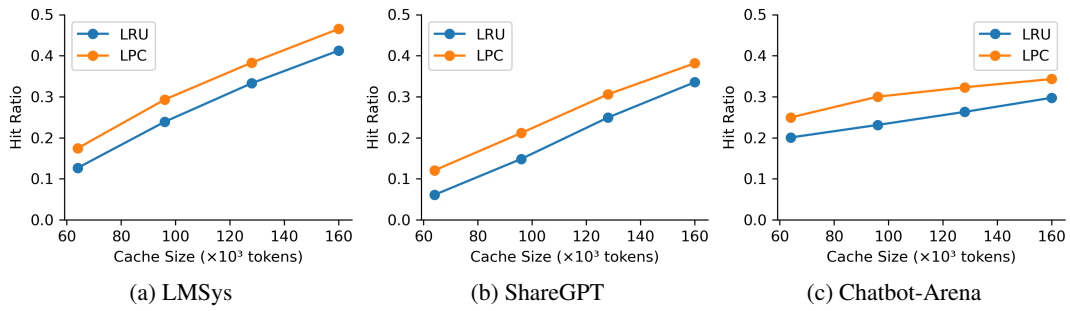 0.5
0.4
0.3
0.2
0.1
0.0
Hit Ratio
LRU
LPC
60 80 100 120 140 160
Cache Size (×10³ tokens)
(a) LMSys
0.5
0.4
0.3
0.2
0.1
0.0
Hit Ratio
LRU
LPC
60 80 100 120 140 160
Cache Size (×10³ tokens)
(b) ShareGPT
0.5
0.4
0.3
0.2
0.1
0.0
Hit Ratio
LRU
LPC
60 80 100 120 140 160
Cache Size (×10³ tokens)
(c) Chatbot-Arena